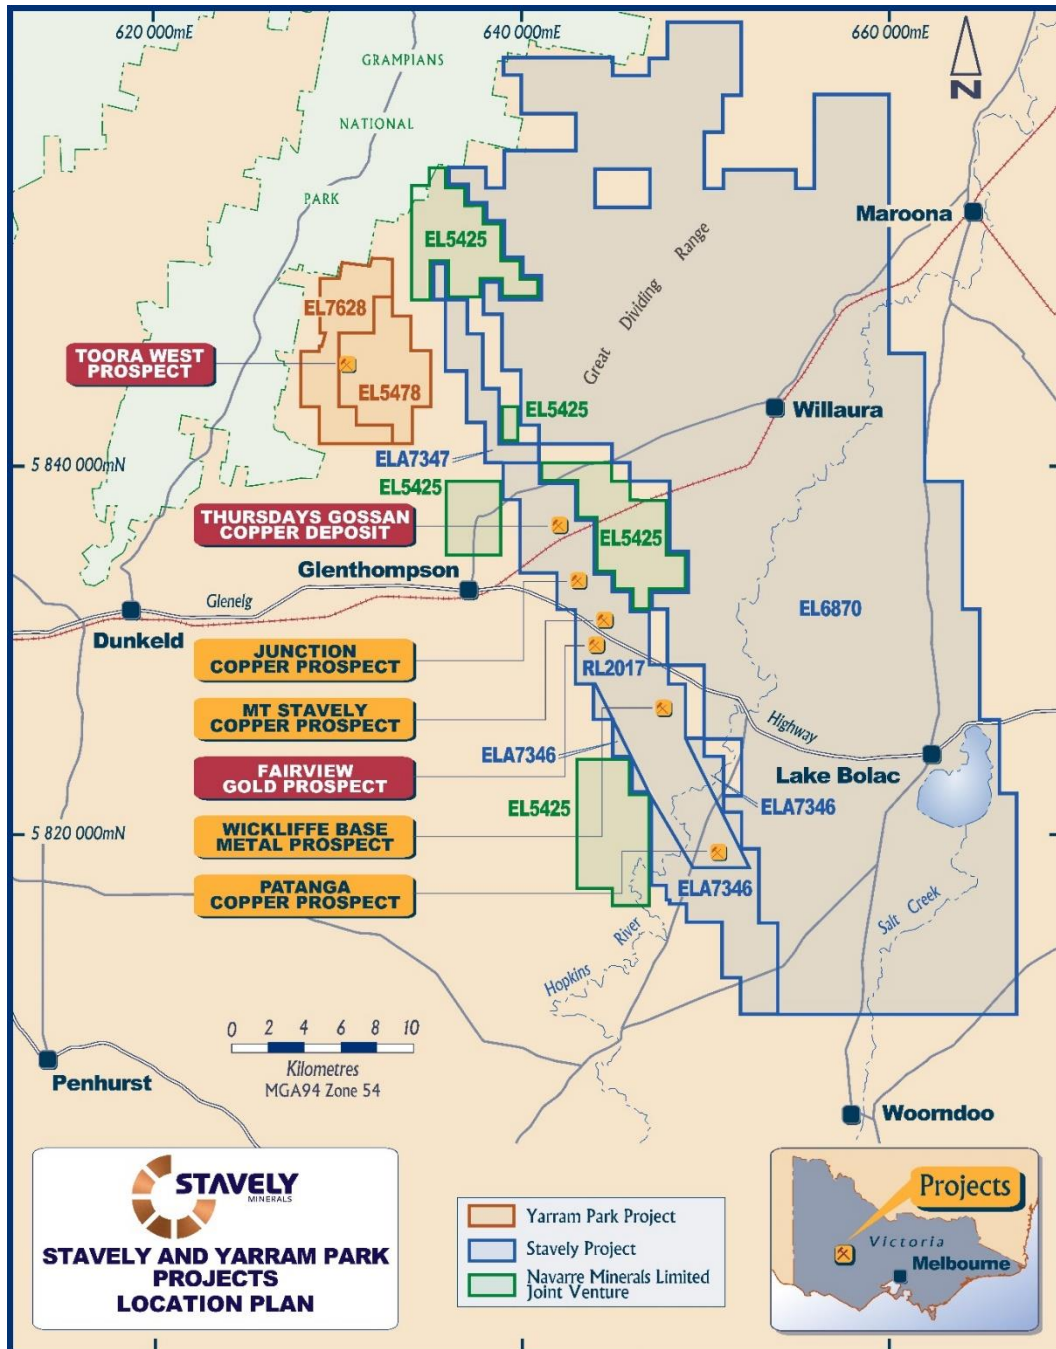 620 000mE
640 000mE
660 000mE
GRAMPIANS
NATIONAL
PARK
N
Maroona
EL5425
Great Dividing Range
EL7628
TOORA WEST
PROSPECT
EL5478
EL5425
Willaura
ELA7347
5 840 000mN
EL5425
THURSDAYS GOSSAN
COPPER DEPOSIT
EL5425
Glenthompson
Glenelg
Dunkeld
EL6870
JUNCTION
COPPER PROSPECT
RL2017
MT STAVELY
COPPER PROSPECT
Highway
ELA7346
Lake Bolac
FAIRVIEW
GOLD PROSPECT
EL5425
ELA7346
5 820 000mN
WICKLIFFE BASE
METAL PROSPECT
PATANGA
COPPER PROSPECT
ELA7346
Hopkins River
Salt Creek
0 2 4 6 8 10
Kilometres
MGA94 Zone 54
Penhurst
Woorndoo
STAVELY
MINERALS
STAVELY AND YARRAM PARK
PROJECTS
LOCATION PLAN
Yarram Park Project
Stavely Project
Navarre Minerals Limited
Joint Venture
Projects
Victoria
Melbourne